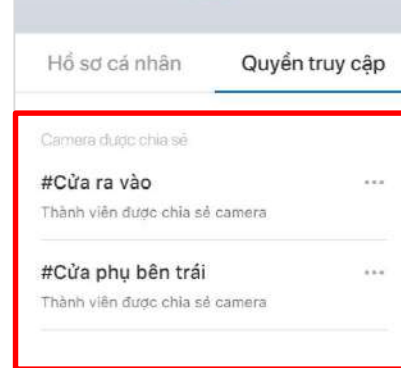 Hồ sơ cá nhân Quyền truy cập
Camera được chia sẻ
#Cửa ra vào
Thành viên được chia sẻ camera
#Cửa phụ bên trái
Thành viên được chia sẻ camera